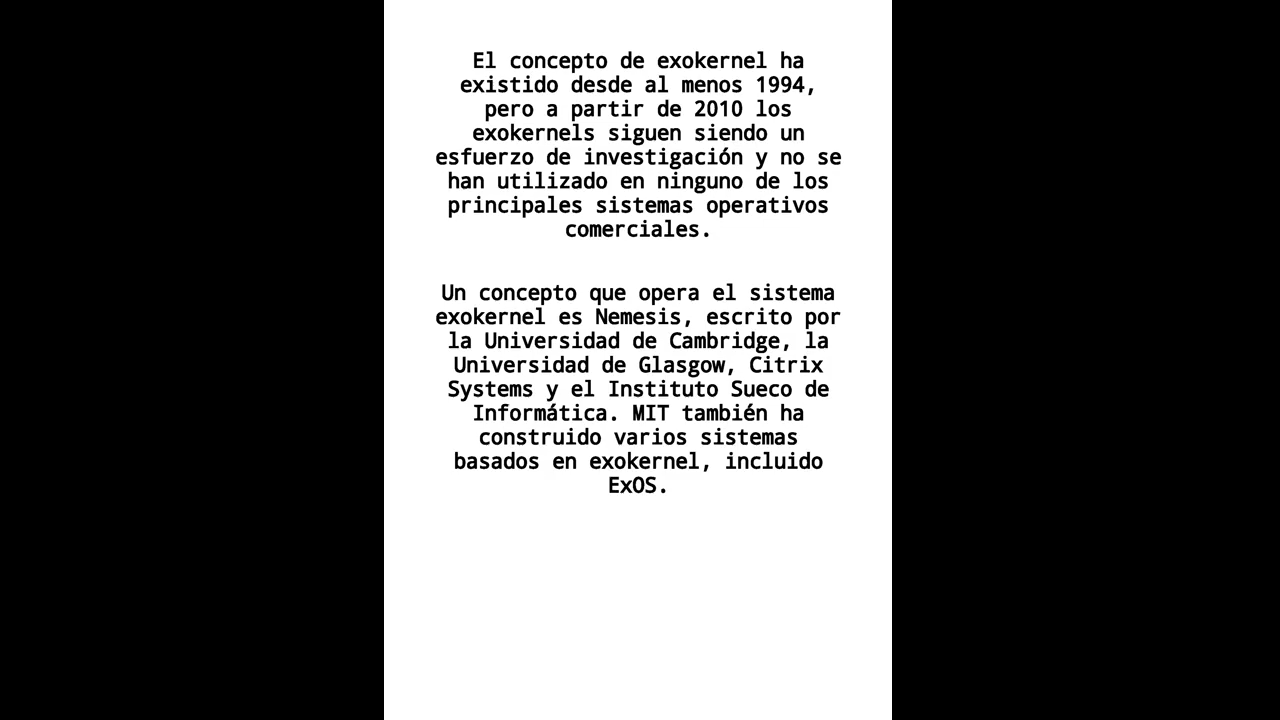 El concepto de exokernel ha
existido desde al menos 1994,
pero a partir de 2010 los
exokernels siguen siendo un
esfuerzo de investigación y no se
han utilizado en ninguno de los
principales sistemas operativos
comerciales.
Un concepto que opera el sistema
exokernel es Nemesis, escrito por
la Universidad de Cambridge, la
Universidad de Glasgow, Citrix
Systems y el Instituto Sueco de
Informática. MIT también ha
construido varios sistemas
basados en exokernel, incluido
ExOS.